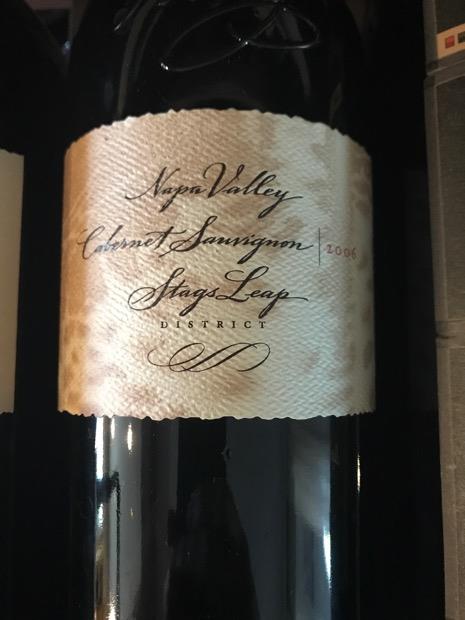 Napa Valley
Cabernet Sauvignon | 2006
Stags Leap
DISTRICT